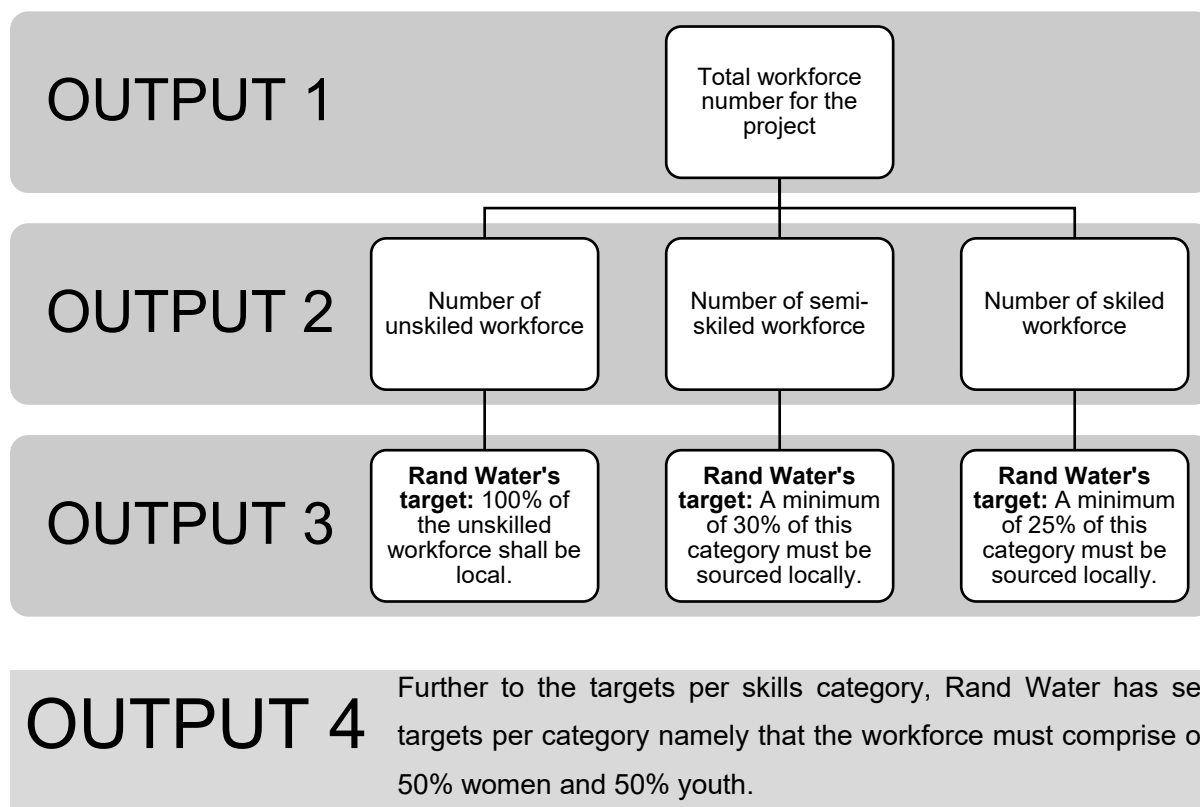 OUTPUT 1
Total workforce
number for the
project
OUTPUT 2
Number of
unskiled workforce
Number of semi-
skiled workforce
Number of skiled
workforce
OUTPUT 3
Rand Water's
target: 100% of
the unskilled
workforce shall be
local.
Rand Water's
target: A minimum
of 30% of this
category must be
sourced locally.
Rand Water's
target: A minimum
of 25% of this
category must be
sourced locally.
OUTPUT 4
Further to the targets per skills category, Rand Water has se
targets per category namely that the workforce must comprise o
50% women and 50% youth.